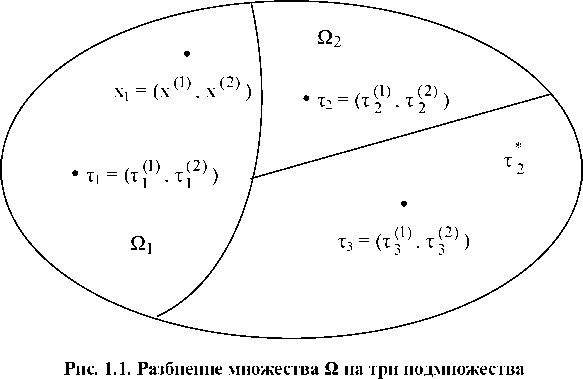 Ω₂
x₁ = (x⁽¹⁾, x⁽²⁾)
τ₂ = (τ₂⁽¹⁾, τ₂⁽²⁾)
τ₂*
τ₁ = (τ₁⁽¹⁾, τ₁⁽²⁾)
Ω₁
τ₃ = (τ₃⁽¹⁾, τ₃⁽²⁾)
Рис. 1.1. Разбиение множества Ω на три подмножества